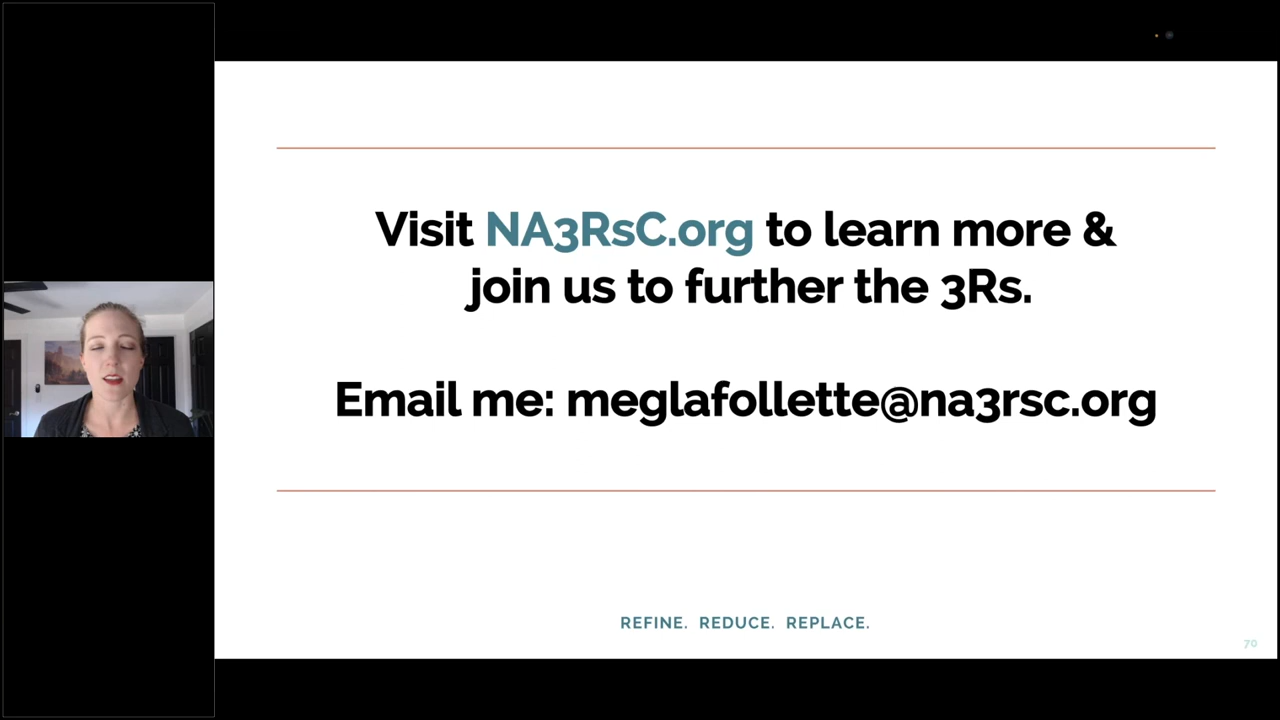 Visit NA3RsC.org to learn more &
join us to further the 3Rs.
Email me: meglafollette@na3rsc.org
REFINE. REDUCE. REPLACE.
70